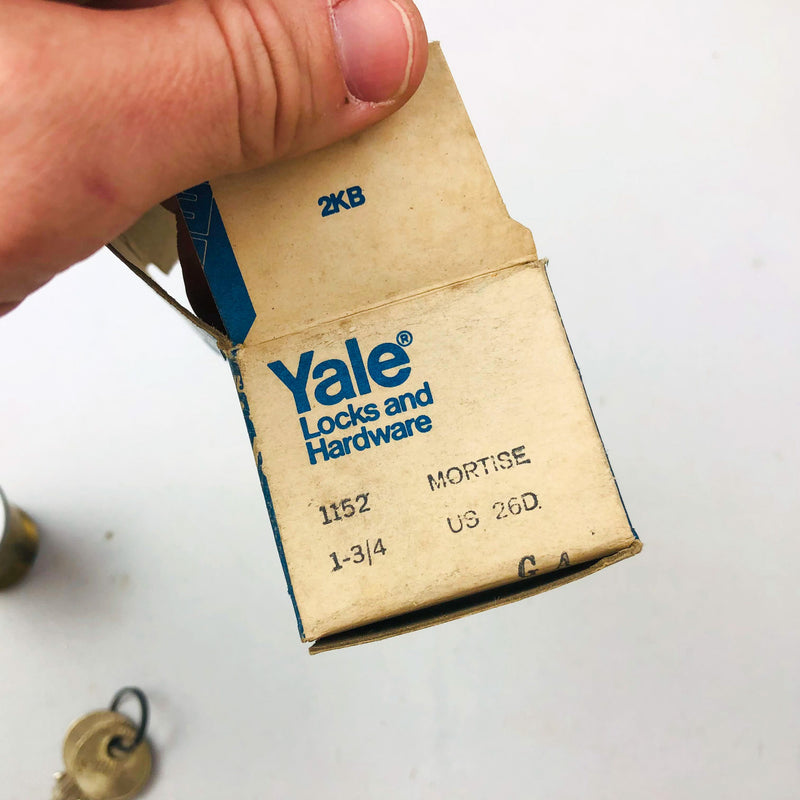 2KB
Yale®
Locks and
Hardware
1152 MORTISE
1-3/4 US 26D
G A